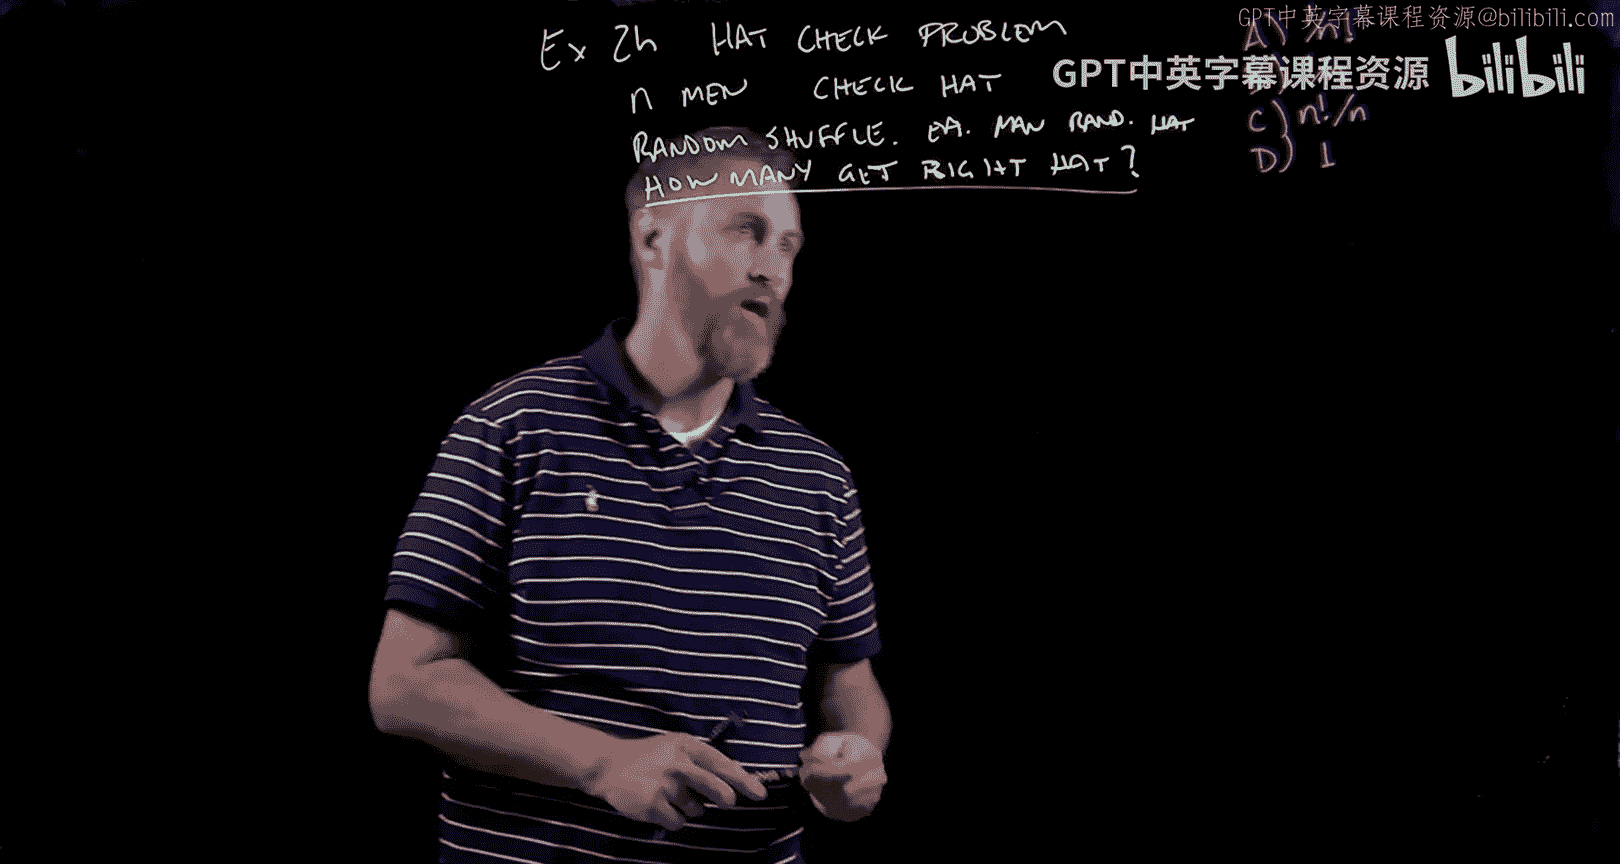 GPT中英字幕课程资源@bilibili.com
Ex 2h HAT CHECK PROBLEM
A) n!
n MEN CHECK HAT
GPT中英字幕课程资源 bilibili
RANDOM SHUFFLE. EA. MAN RAND. HAT
C) n!/n
HOW MANY GET RIGHT HAT?
D) 1